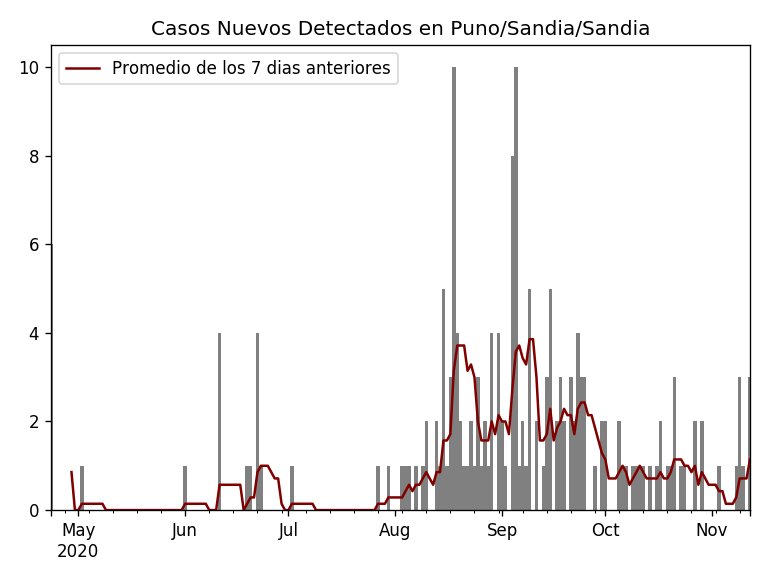 Casos Nuevos Detectados en Puno/Sandia/Sandia
Promedio de los 7 dias anteriores
10
8
6
4
2
0
May Jun Jul Aug Sep Oct Nov
2020